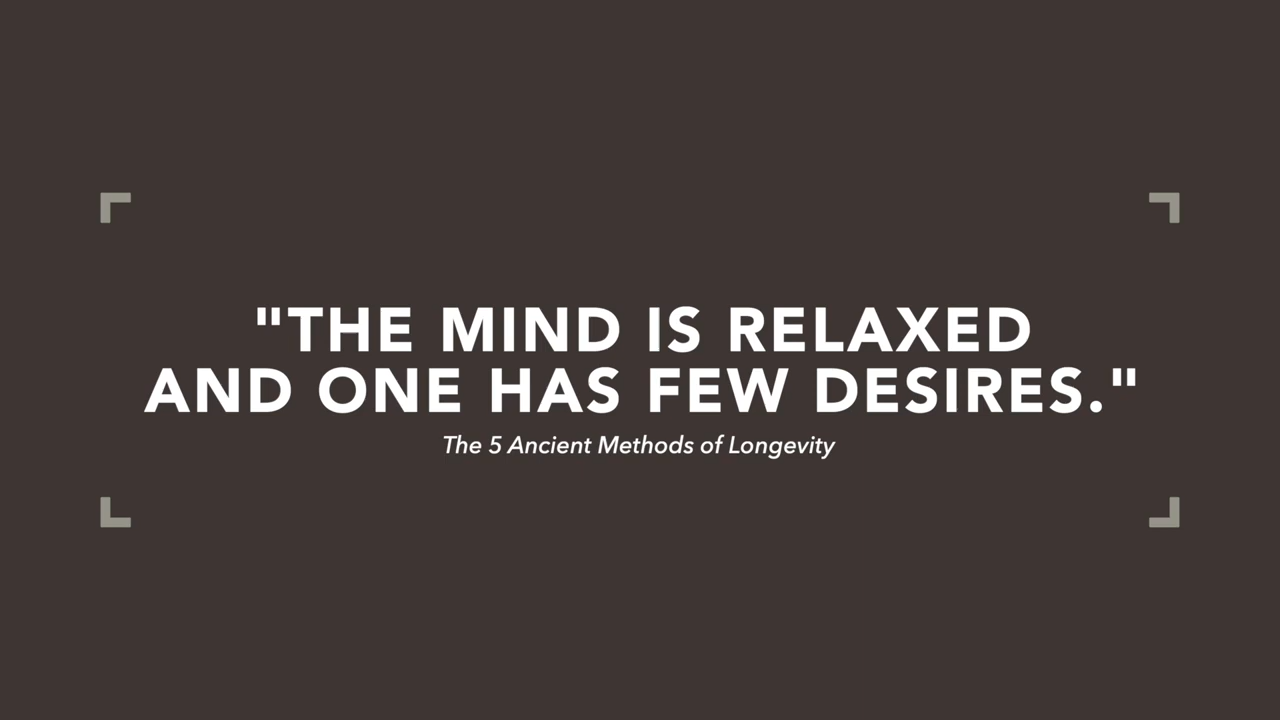 "THE MIND IS RELAXED
AND ONE HAS FEW DESIRES."
The 5 Ancient Methods of Longevity